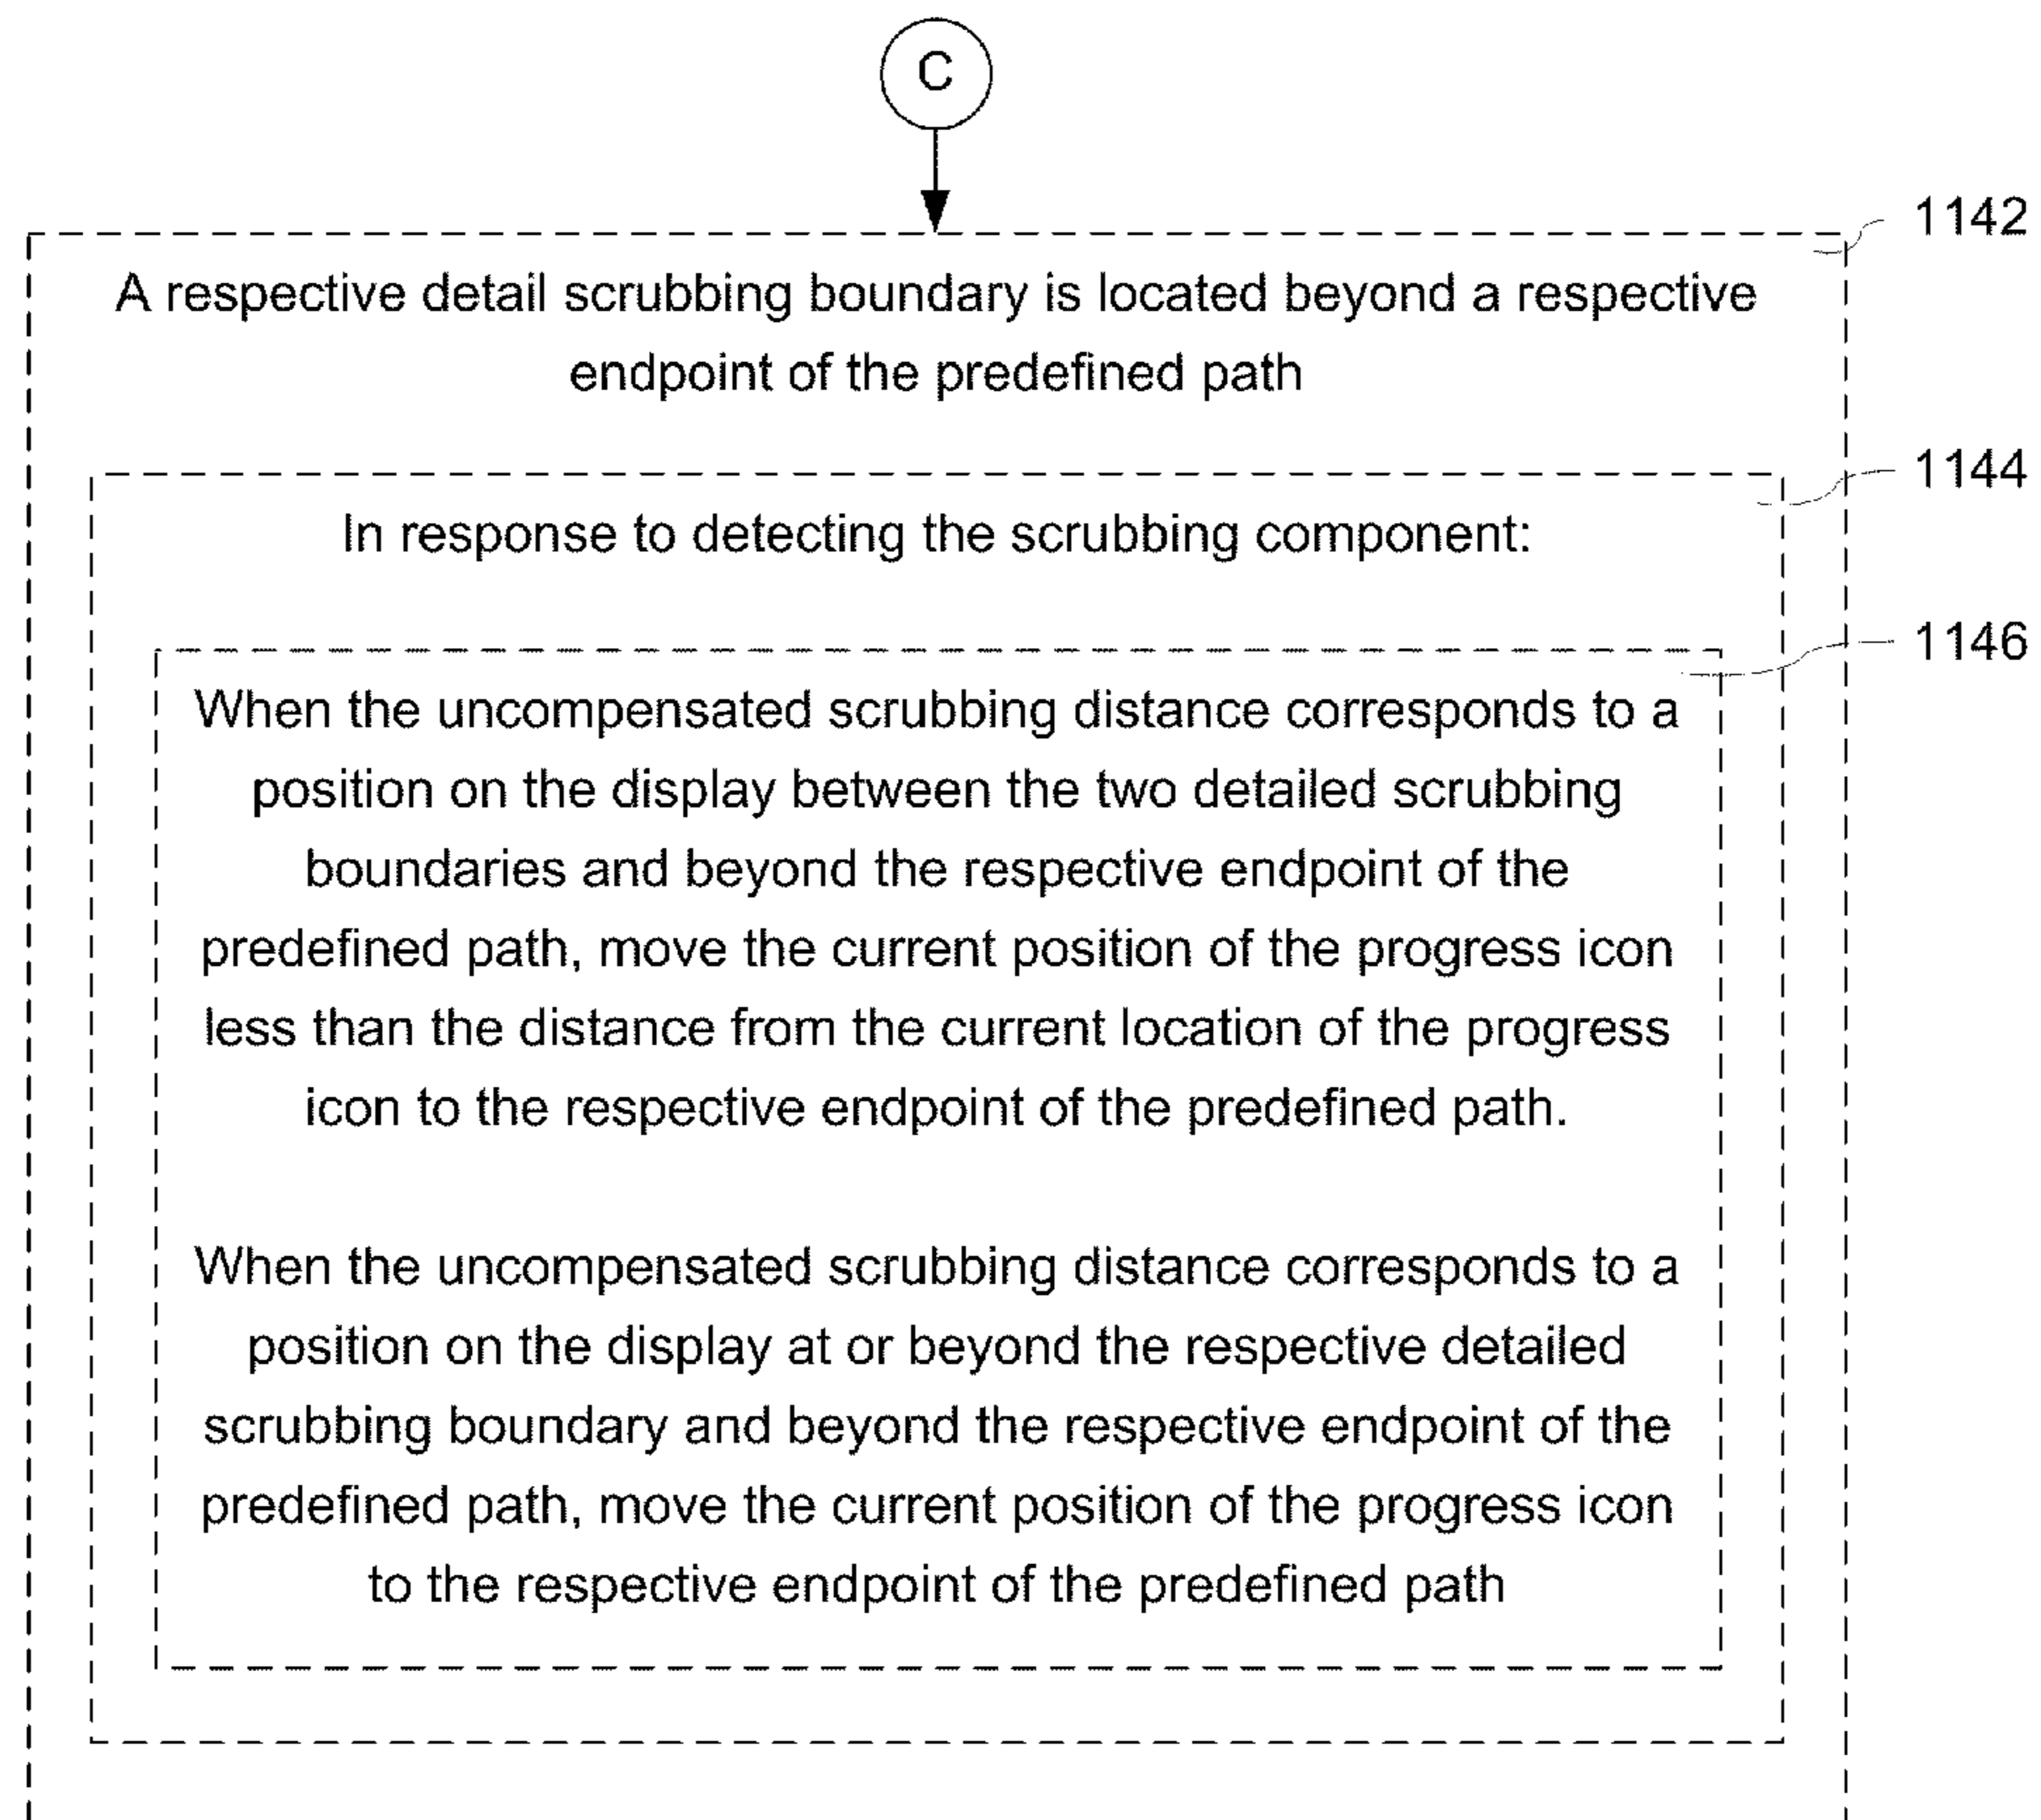 C
1142
A respective detail scrubbing boundary is located beyond a respective
endpoint of the predefined path
1144
In response to detecting the scrubbing component:
1146
When the uncompensated scrubbing distance corresponds to a
position on the display between the two detailed scrubbing
boundaries and beyond the respective endpoint of the
predefined path, move the current position of the progress icon
less than the distance from the current location of the progress
icon to the respective endpoint of the predefined path.
When the uncompensated scrubbing distance corresponds to a
position on the display at or beyond the respective detailed
scrubbing boundary and beyond the respective endpoint of the
predefined path, move the current position of the progress icon
to the respective endpoint of the predefined path